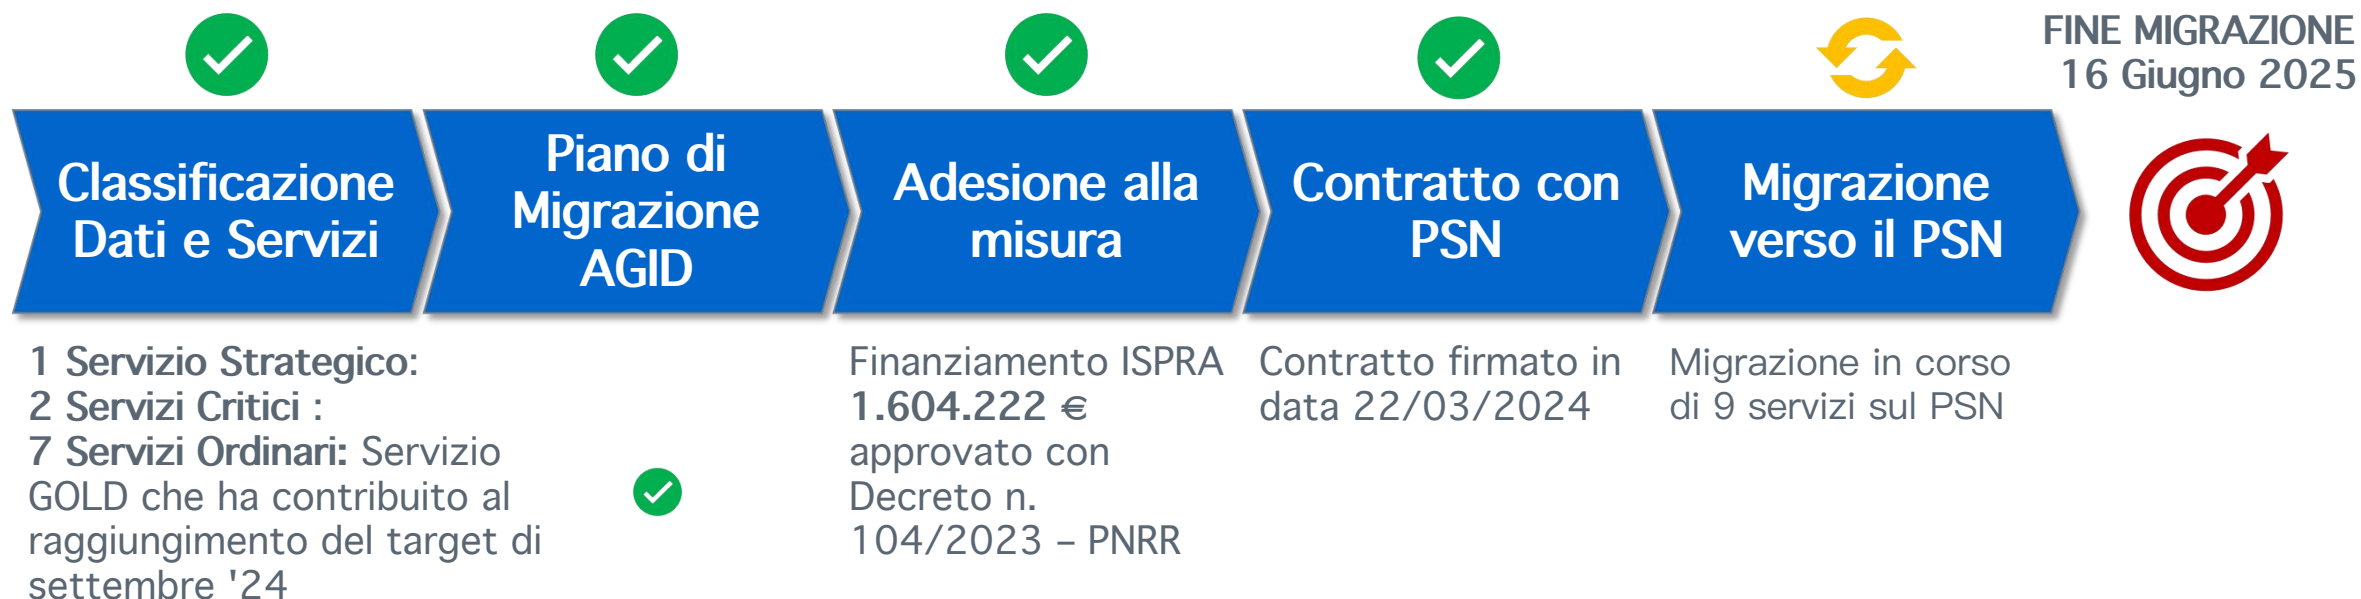 FINE MIGRAZIONE
16 Giugno 2025
Classificazione
Dati e Servizi
Piano di
Migrazione
AGID
Adesione alla
misura
Contratto con
PSN
Migrazione
verso il PSN
1 Servizio Strategico:
2 Servizi Critici :
7 Servizi Ordinari: Servizio
GOLD che ha contribuito al
raggiungimento del target di
settembre '24
Finanziamento ISPRA
1.604.222 €
approvato con
Decreto n.
104/2023 – PNRR
Contratto firmato in
data 22/03/2024
Migrazione in corso
di 9 servizi sul PSN